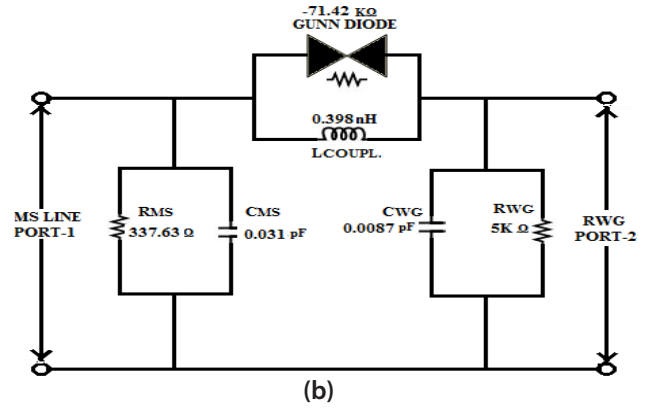 -71.42 KΩ
GUNN DIODE
0.398nH
LCOUPL.
MS LINE
PORT-1
RMS
337.63 Ω
CMS
0.031 pF
CWG
0.0087 pF
RWG
5K Ω
RWG
PORT-2
(b)